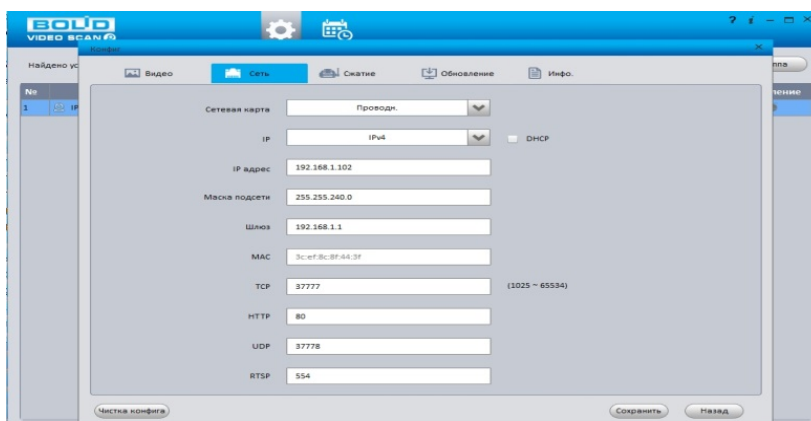 BOLID
VIDEO SCAN
? i
Конфиг.
Найдено ус
ппа
Видео
Сеть
Сжатие
Обновление
Инфо.
№
1 IP
Сетевая карта Проводн.
IP IPv4 DHCP
IP адрес 192.168.1.102
Маска подсети 255.255.240.0
Шлюз 192.168.1.1
MAC 3c:ef:8c:8f:44:3f
TCP 37777 (1025 ~ 65534)
HTTP 80
UDP 37778
RTSP 554
Чистка конфига Сохранить Назад